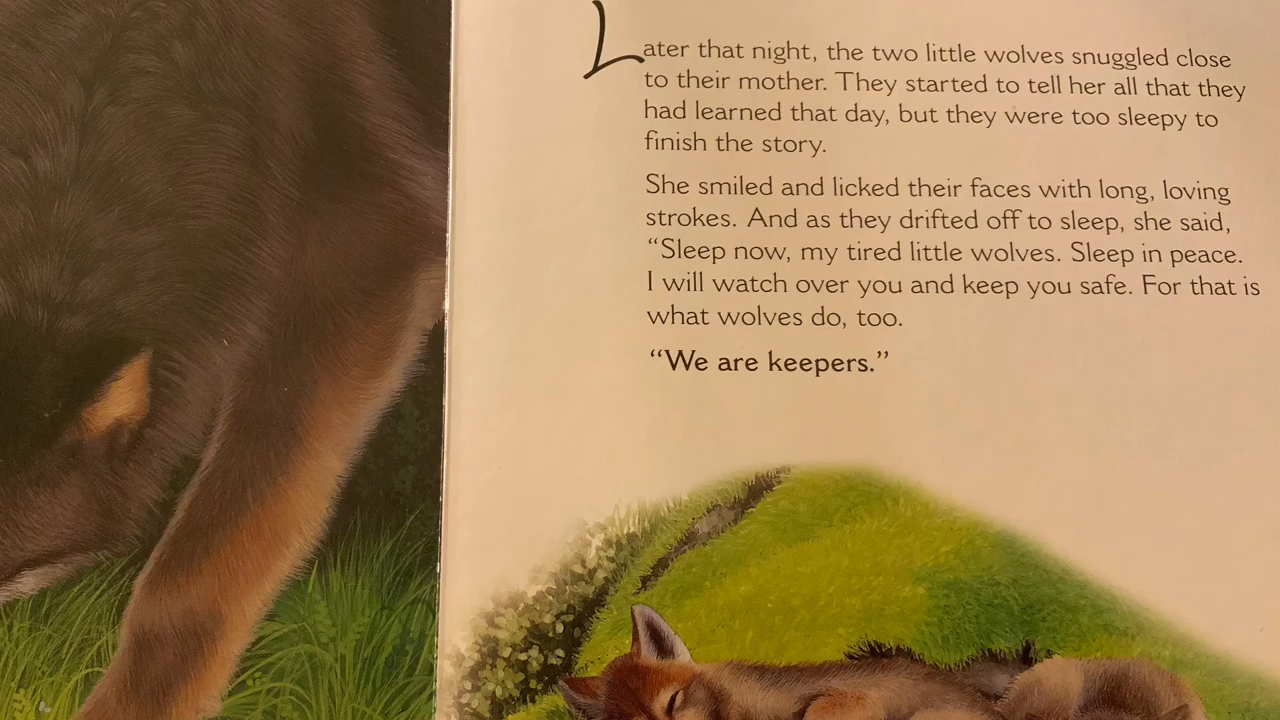 Later that night, the two little wolves snuggled close
to their mother. They started to tell her all that they
had learned that day, but they were too sleepy to
finish the story.
She smiled and licked their faces with long, loving
strokes. And as they drifted off to sleep, she said,
“Sleep now, my tired little wolves. Sleep in peace.
I will watch over you and keep you safe. For that is
what wolves do, too.
“We are keepers.”